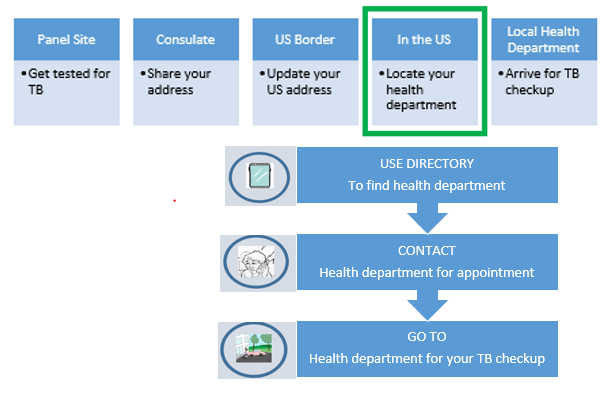 Panel Site
• Get tested for
TB
Consulate
• Share your
address
US Border
• Update your
US address
In the US
• Locate your
health
department
Local Health
Department
• Arrive for TB
checkup
USE DIRECTORY
To find health department
CONTACT
Health department for appointment
GO TO
Health department for your TB checkup